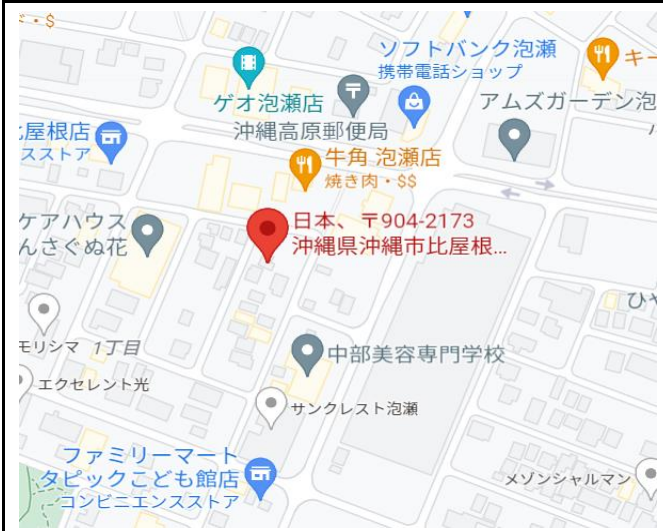 ・$
ソフトバンク泡瀬
携帯電話ショップ
キー
ゲオ泡瀬店
アムズガーデン泡
沖縄高原郵便局
比屋根店
スストア
牛角 泡瀬店
焼き肉・$$
日本、〒904-2173
沖縄県沖縄市比屋根...
ケアハウス
んさぐぬ花
ひや
モリシマ
1丁目
中部美容専門学校
エクセレント光
サンクレスト泡瀬
ファミリーマート
タピックこども館店
コンビニエンスストア
メゾンシャルマン